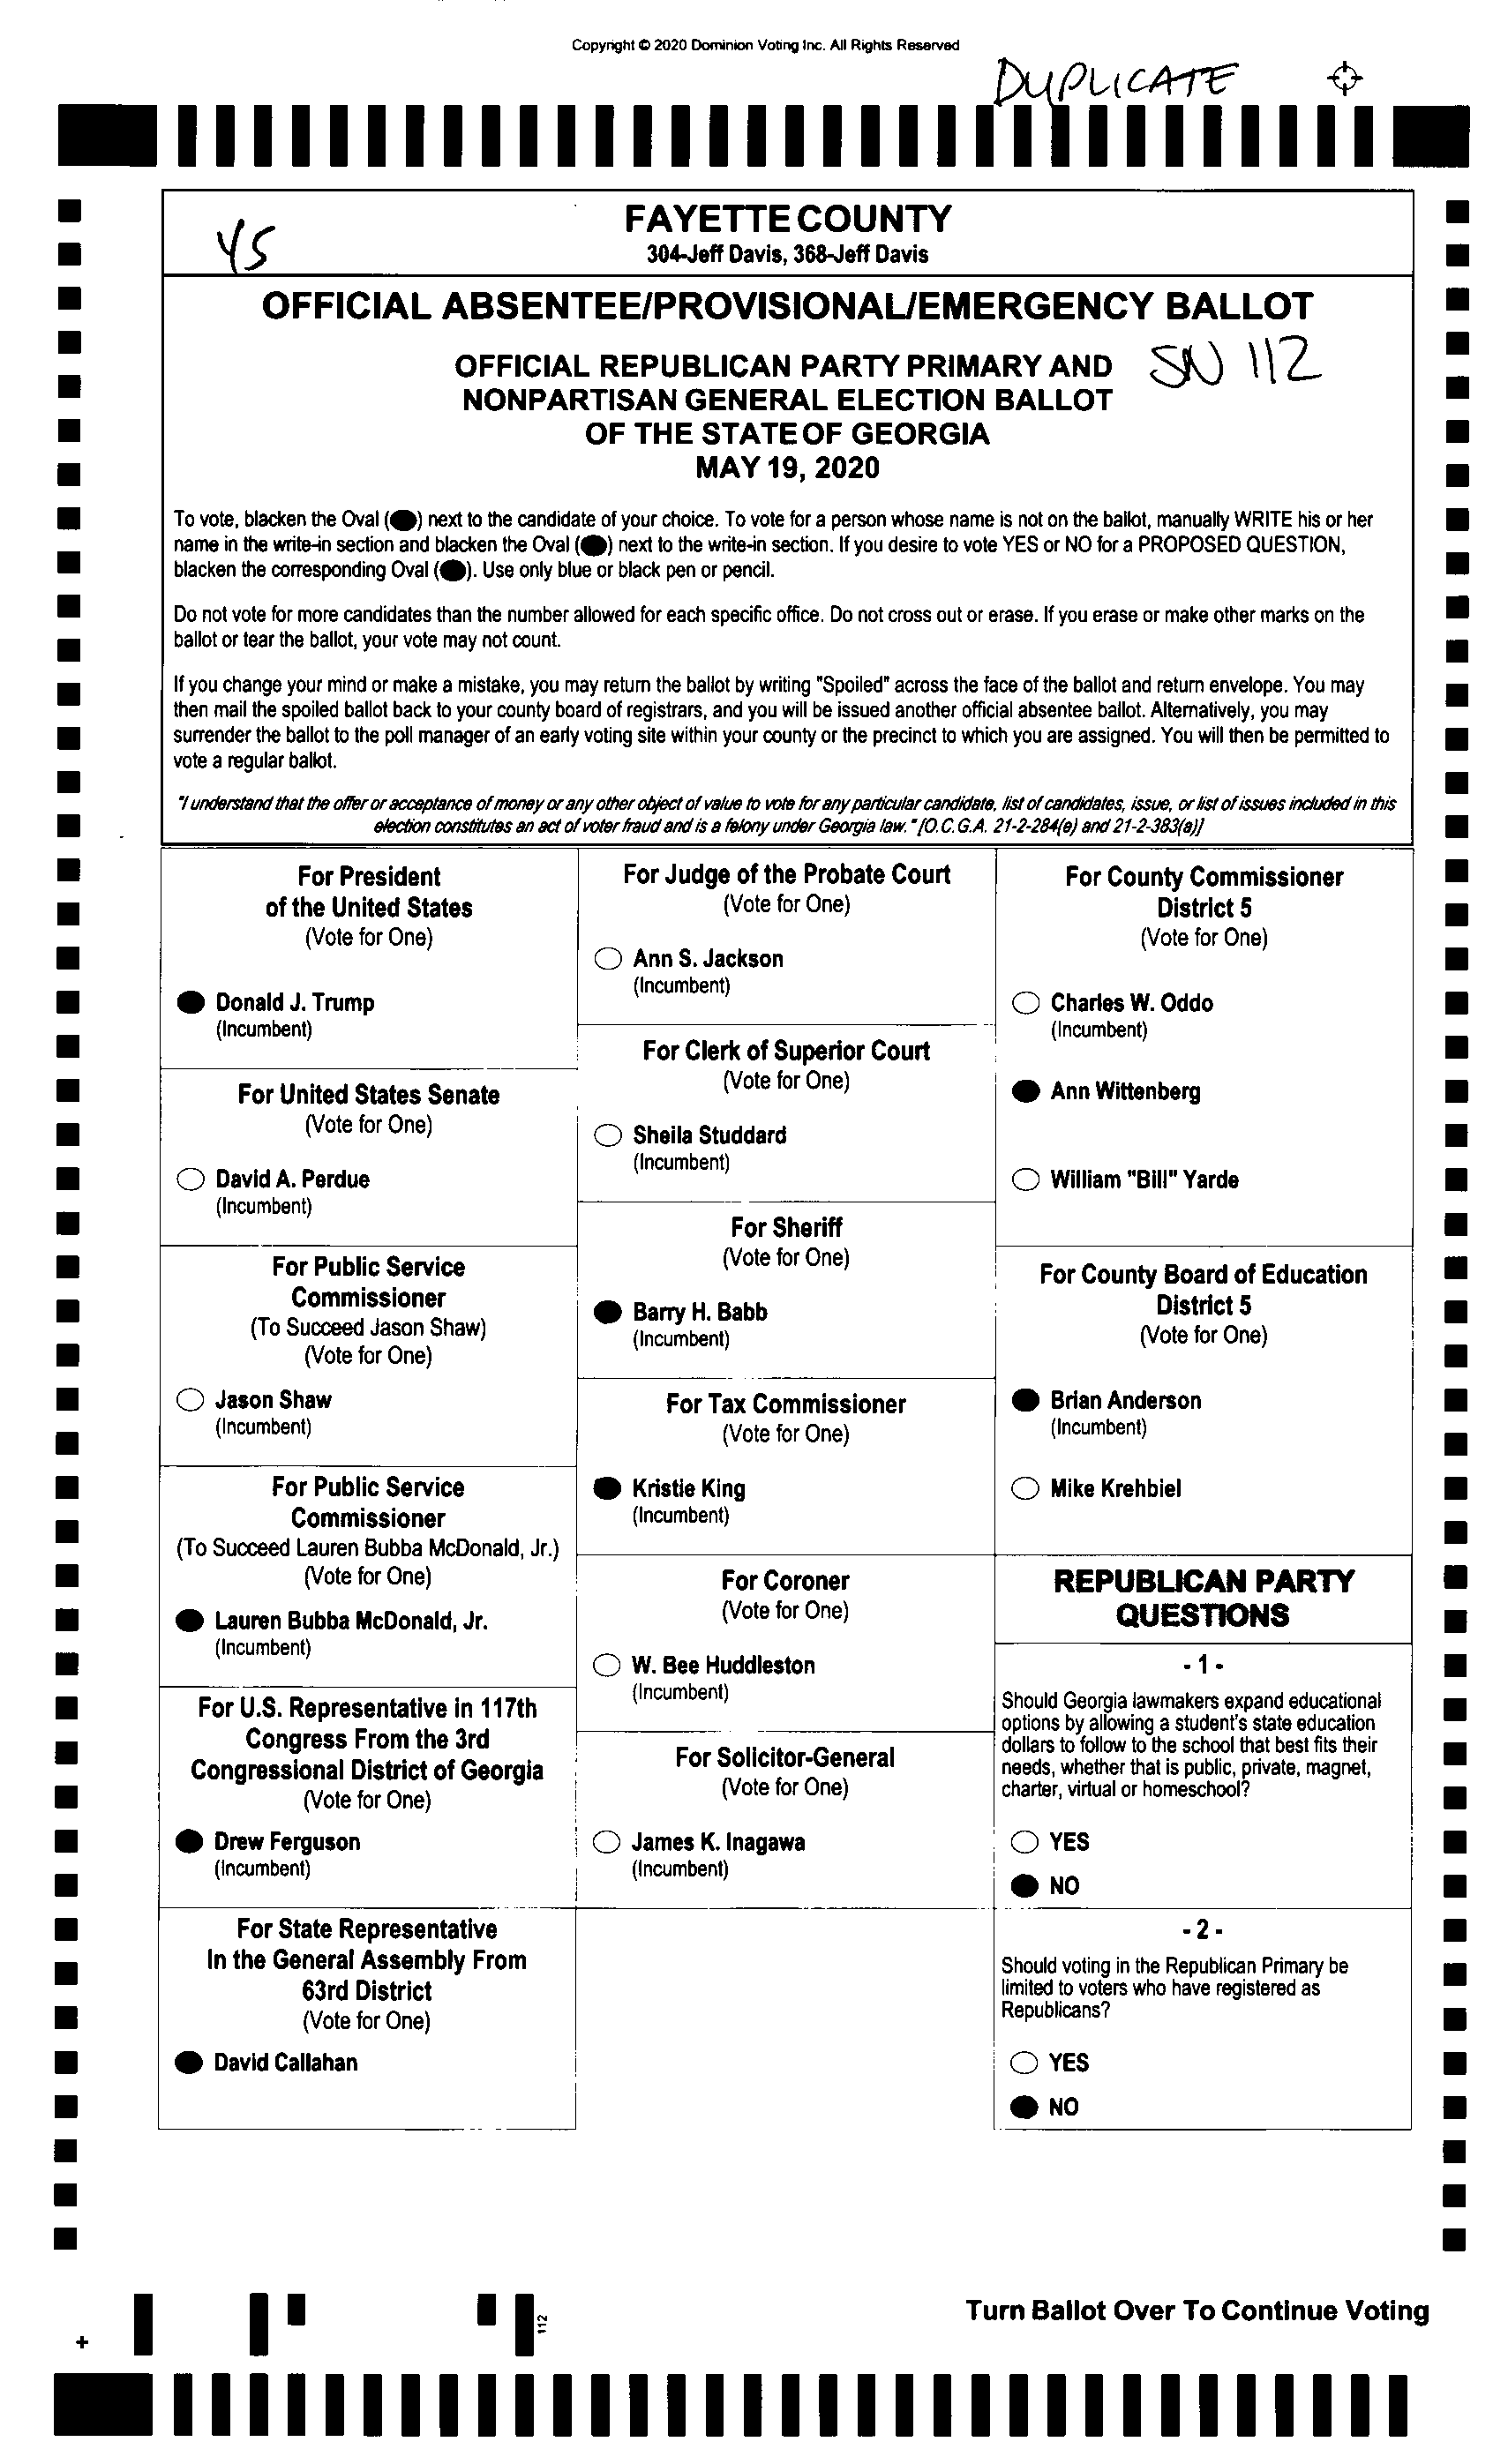 Copyright © 2020 Dominion Voting Inc. All Rights Reserved
DUPLICATE
YS
FAYETTE COUNTY
304-Jeff Davis, 368-Jeff Davis
OFFICIAL ABSENTEE/PROVISIONAL/EMERGENCY BALLOT
OFFICIAL REPUBLICAN PARTY PRIMARY AND
NONPARTISAN GENERAL ELECTION BALLOT
OF THE STATE OF GEORGIA
MAY 19, 2020
SN 112
To vote, blacken the Oval (⬬) next to the candidate of your choice. To vote for a person whose name is not on the ballot, manually WRITE his or her
name in the write-in section and blacken the Oval (⬬) next to the write-in section. If you desire to vote YES or NO for a PROPOSED QUESTION,
blacken the corresponding Oval (⬬). Use only blue or black pen or pencil.
Do not vote for more candidates than the number allowed for each specific office. Do not cross out or erase. If you erase or make other marks on the
ballot or tear the ballot, your vote may not count.
If you change your mind or make a mistake, you may return the ballot by writing "Spoiled" across the face of the ballot and return envelope. You may
then mail the spoiled ballot back to your county board of registrars, and you will be issued another official absentee ballot. Alternatively, you may
surrender the ballot to the poll manager of an early voting site within your county or the precinct to which you are assigned. You will then be permitted to
vote a regular ballot.
"I understand that the offer or acceptance of money or any other object of value to vote for any particular candidate, list of candidates, issue, or list of issues included in this
election constitutes an act of voter fraud and is a felony under Georgia law." [O.C.G.A. 21-2-284(e) and 21-2-383(a)]
For President
of the United States
(Vote for One)
Donald J. Trump
(Incumbent)
For United States Senate
(Vote for One)
David A. Perdue
(Incumbent)
For Public Service
Commissioner
(To Succeed Jason Shaw)
(Vote for One)
Jason Shaw
(Incumbent)
For Public Service
Commissioner
(To Succeed Lauren Bubba McDonald, Jr.)
(Vote for One)
Lauren Bubba McDonald, Jr.
(Incumbent)
For U.S. Representative in 117th
Congress From the 3rd
Congressional District of Georgia
(Vote for One)
Drew Ferguson
(Incumbent)
For State Representative
In the General Assembly From
63rd District
(Vote for One)
David Callahan
For Judge of the Probate Court
(Vote for One)
Ann S. Jackson
(Incumbent)
For Clerk of Superior Court
(Vote for One)
Sheila Studdard
(Incumbent)
For Sheriff
(Vote for One)
Barry H. Babb
(Incumbent)
For Tax Commissioner
(Vote for One)
Kristie King
(Incumbent)
For Coroner
(Vote for One)
W. Bee Huddleston
(Incumbent)
For Solicitor-General
(Vote for One)
James K. Inagawa
(Incumbent)
For County Commissioner
District 5
(Vote for One)
Charles W. Oddo
(Incumbent)
Ann Wittenberg
William "Bill" Yarde
For County Board of Education
District 5
(Vote for One)
Brian Anderson
(Incumbent)
Mike Krehbiel
REPUBLICAN PARTY
QUESTIONS
- 1 -
Should Georgia lawmakers expand educational
options by allowing a student's state education
dollars to follow to the school that best fits their
needs, whether that is public, private, magnet,
charter, virtual or homeschool?
YES
NO
- 2 -
Should voting in the Republican Primary be
limited to voters who have registered as
Republicans?
YES
NO
112
Turn Ballot Over To Continue Voting